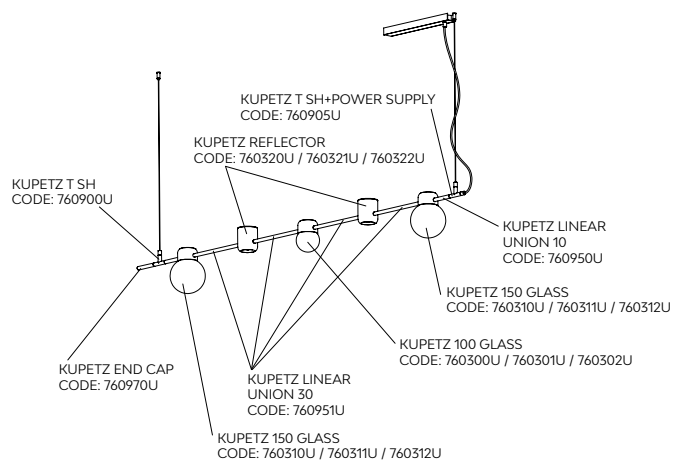 KUPETZ T SH+POWER SUPPLY
CODE: 760905U
KUPETZ REFLECTOR
CODE: 760320U / 760321U / 760322U
KUPETZ T SH
CODE: 760900U
KUPETZ LINEAR
UNION 10
CODE: 760950U
KUPETZ 150 GLASS
CODE: 760310U / 760311U / 760312U
KUPETZ 100 GLASS
CODE: 760300U / 760301U / 760302U
KUPETZ END CAP
CODE: 760970U
KUPETZ LINEAR
UNION 30
CODE: 760951U
KUPETZ 150 GLASS
CODE: 760310U / 760311U / 760312U